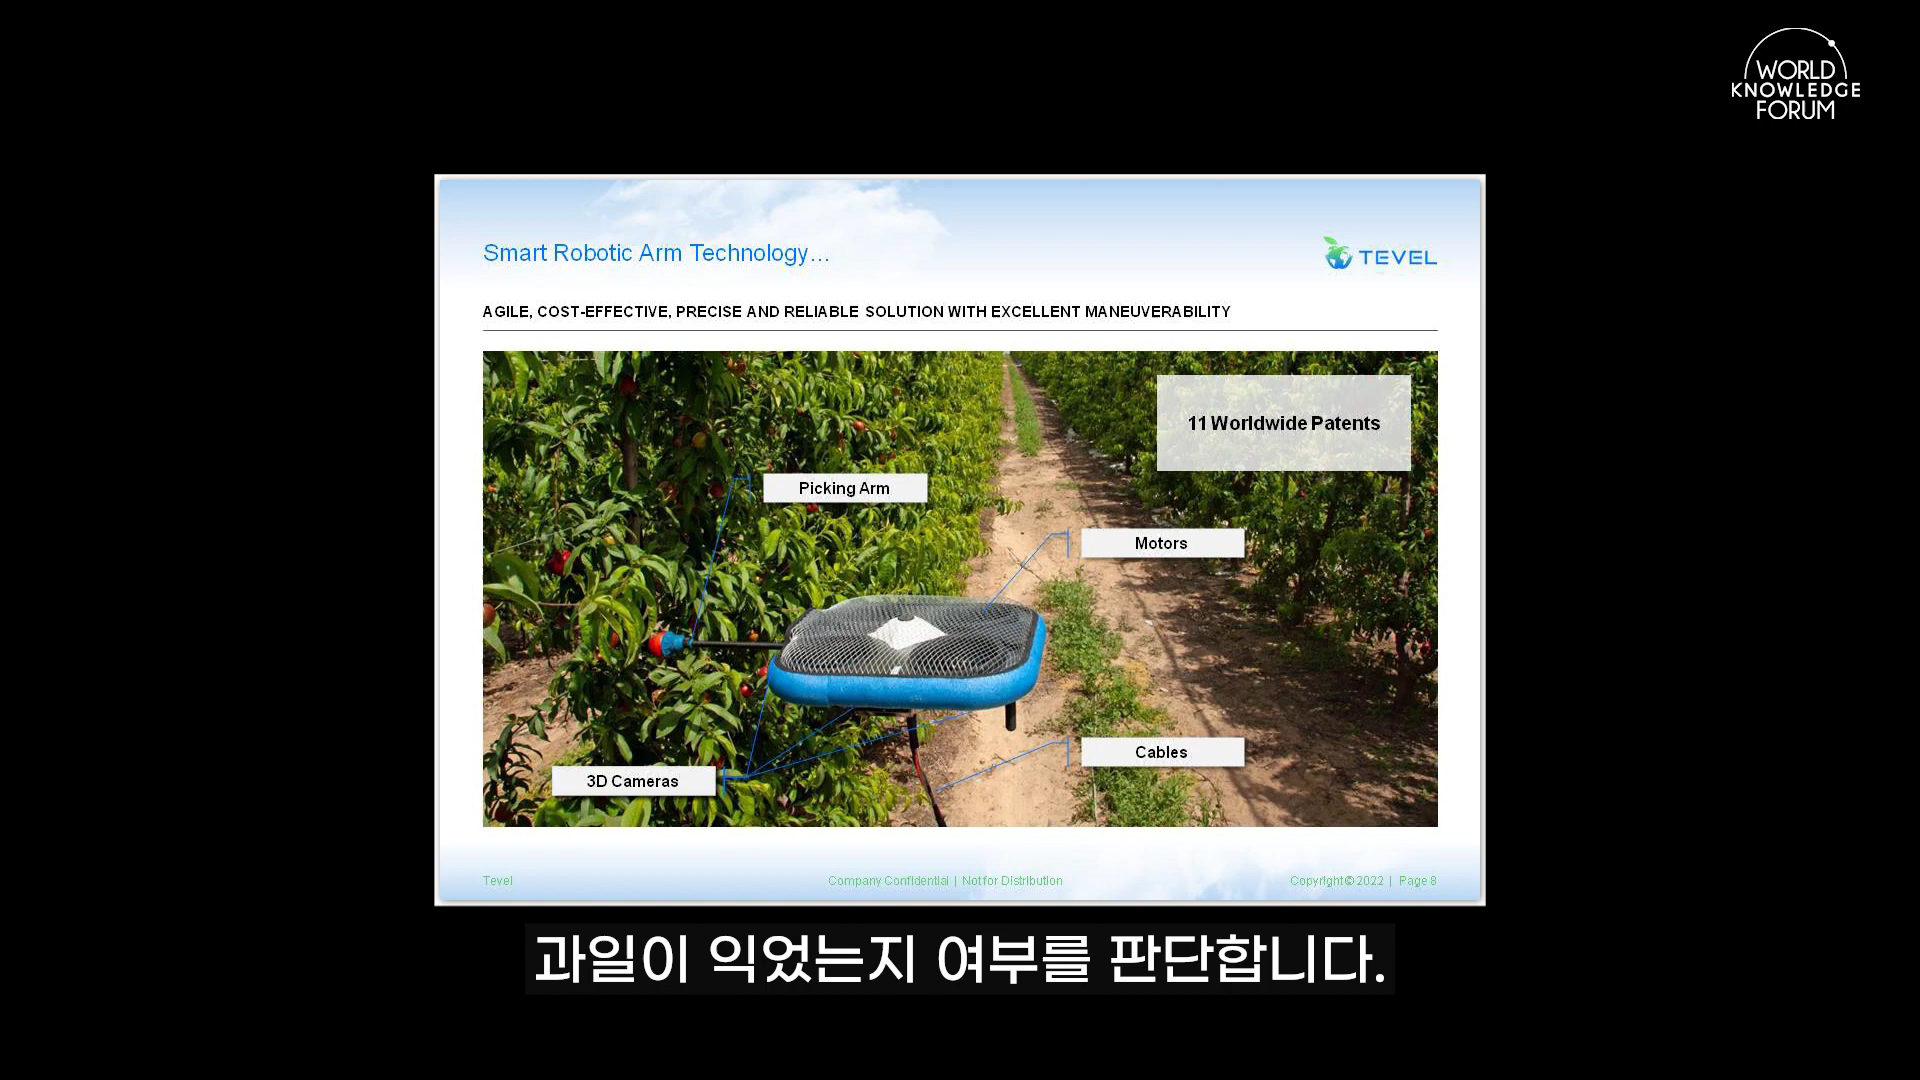 WORLD
KNOWLEDGE
FORUM
Smart Robotic Arm Technology...
TEVEL
AGILE, COST-EFFECTIVE, PRECISE AND RELIABLE SOLUTION WITH EXCELLENT MANEUVERABILITY
11 Worldwide Patents
Picking Arm
Motors
Cables
3D Cameras
Tevel
Company Confidential | Not for Distribution
Copyright © 2022 | Page 8
과일이 익었는지 여부를 판단합니다.